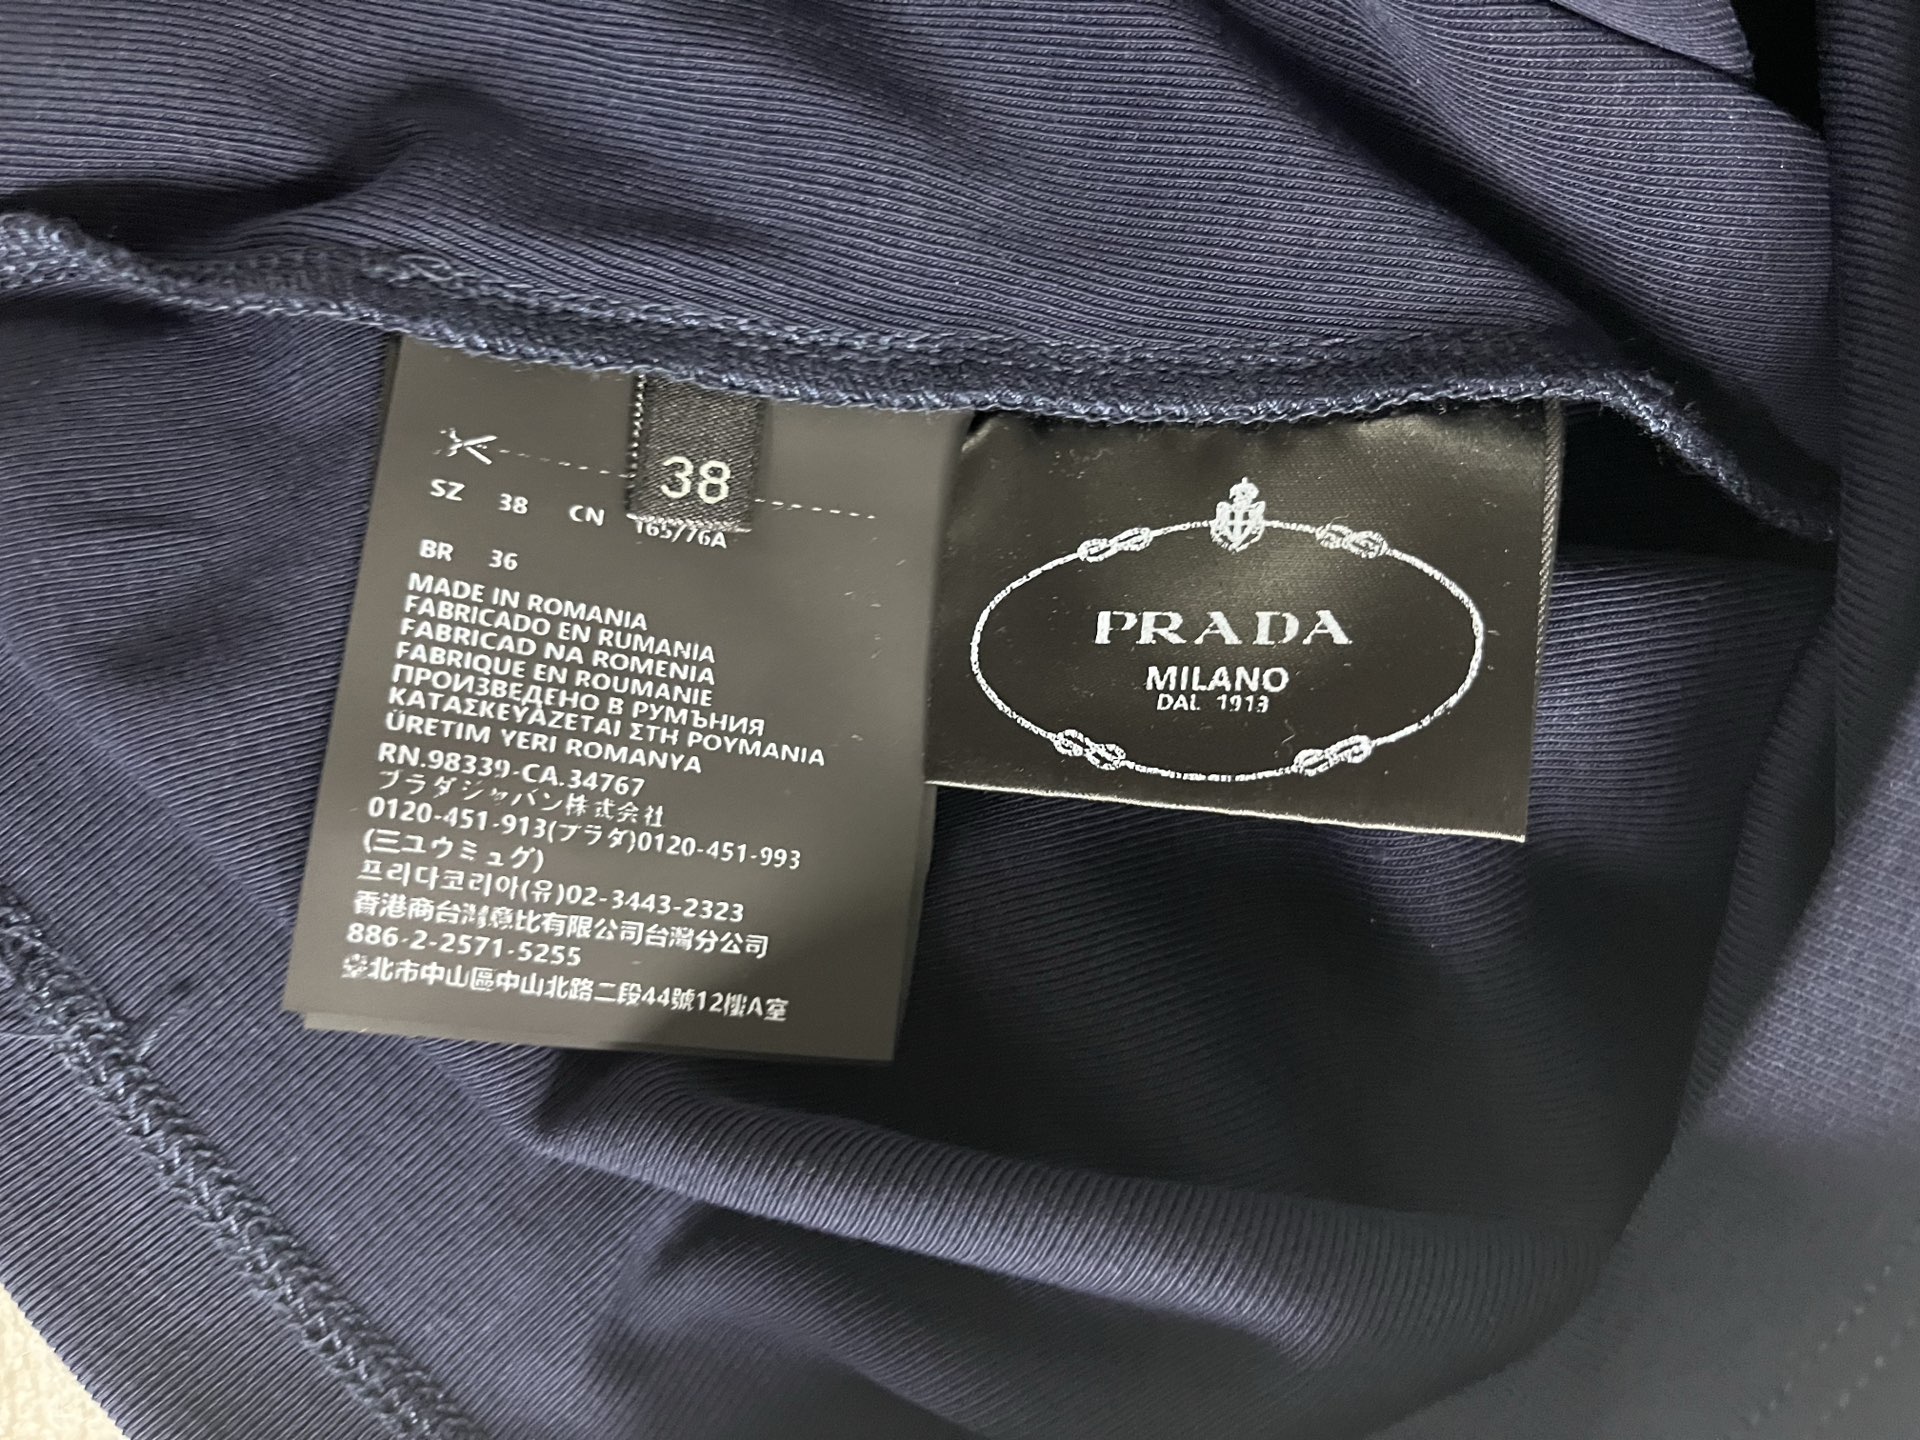 38
SZ 38 CN 165/76A
BR 36
MADE IN ROMANIA
FABRICADO EN RUMANIA
FABRICAD NA ROMENIA
FABRIQUE EN ROUMANIE
ПРОИЗВЕДЕНО В РУМЪНИЯ
ΚΑΤΑΣΚΕΥΆΖΕΤΑΙ ΣΤΗ ΡΟΥΜΑΝΙΑ
ÜRETIM YERI ROMANYA
RN.98339-CA.34767
プラダジャパン株式会社
0120-451-913(プラダ)0120-451-993
(ミュウミュウ)
프라다코리아(유)02-3443-2323
香港商台灣 比有限公司台灣分公司
886-2-2571-5255
北市中山區中山北路二段44號12樓A室
PRADA
MILANO
DAL 1913